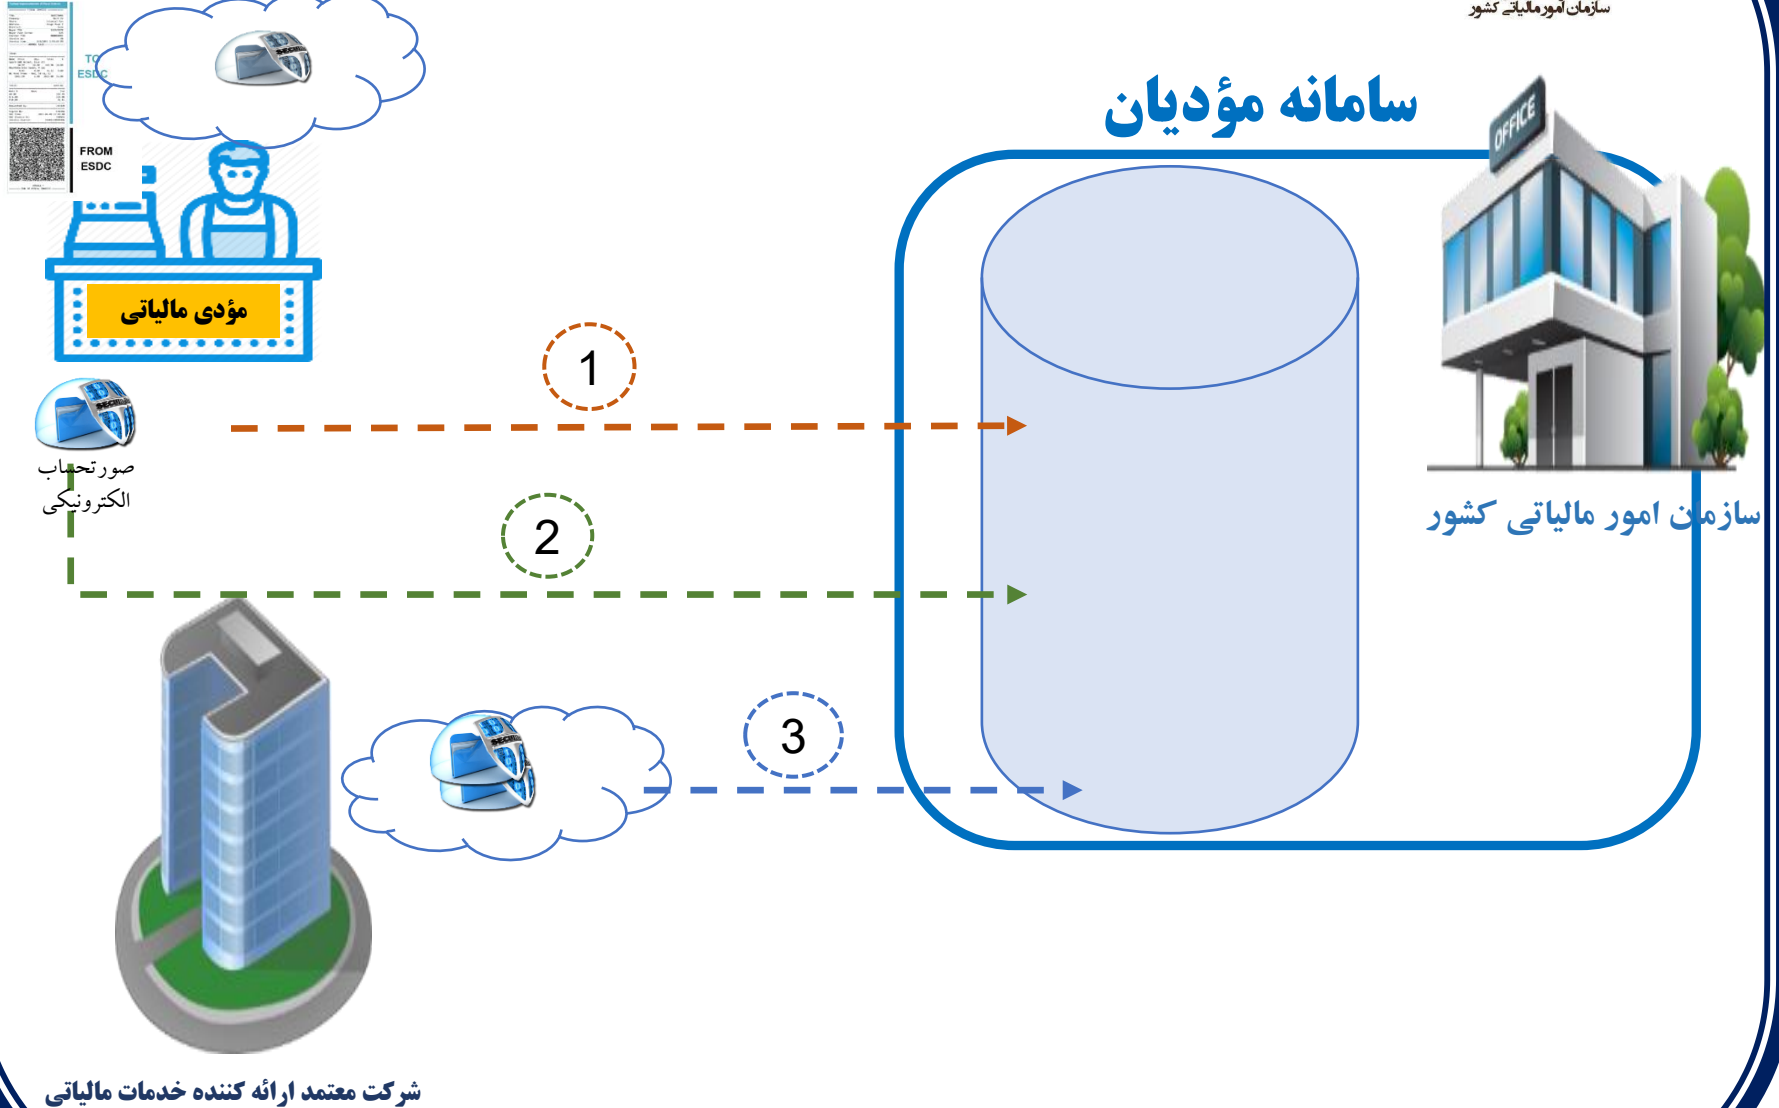 سازمان امور مالیاتی کشور
TO
ESDC
FROM
ESDC
سامانه مؤدیان
OFFICE
مؤدی مالیاتی
1
صورتحساب
الکترونیکی
2
سازمان امور مالیاتی کشور
3
شرکت معتمد ارائه کننده خدمات مالیاتی